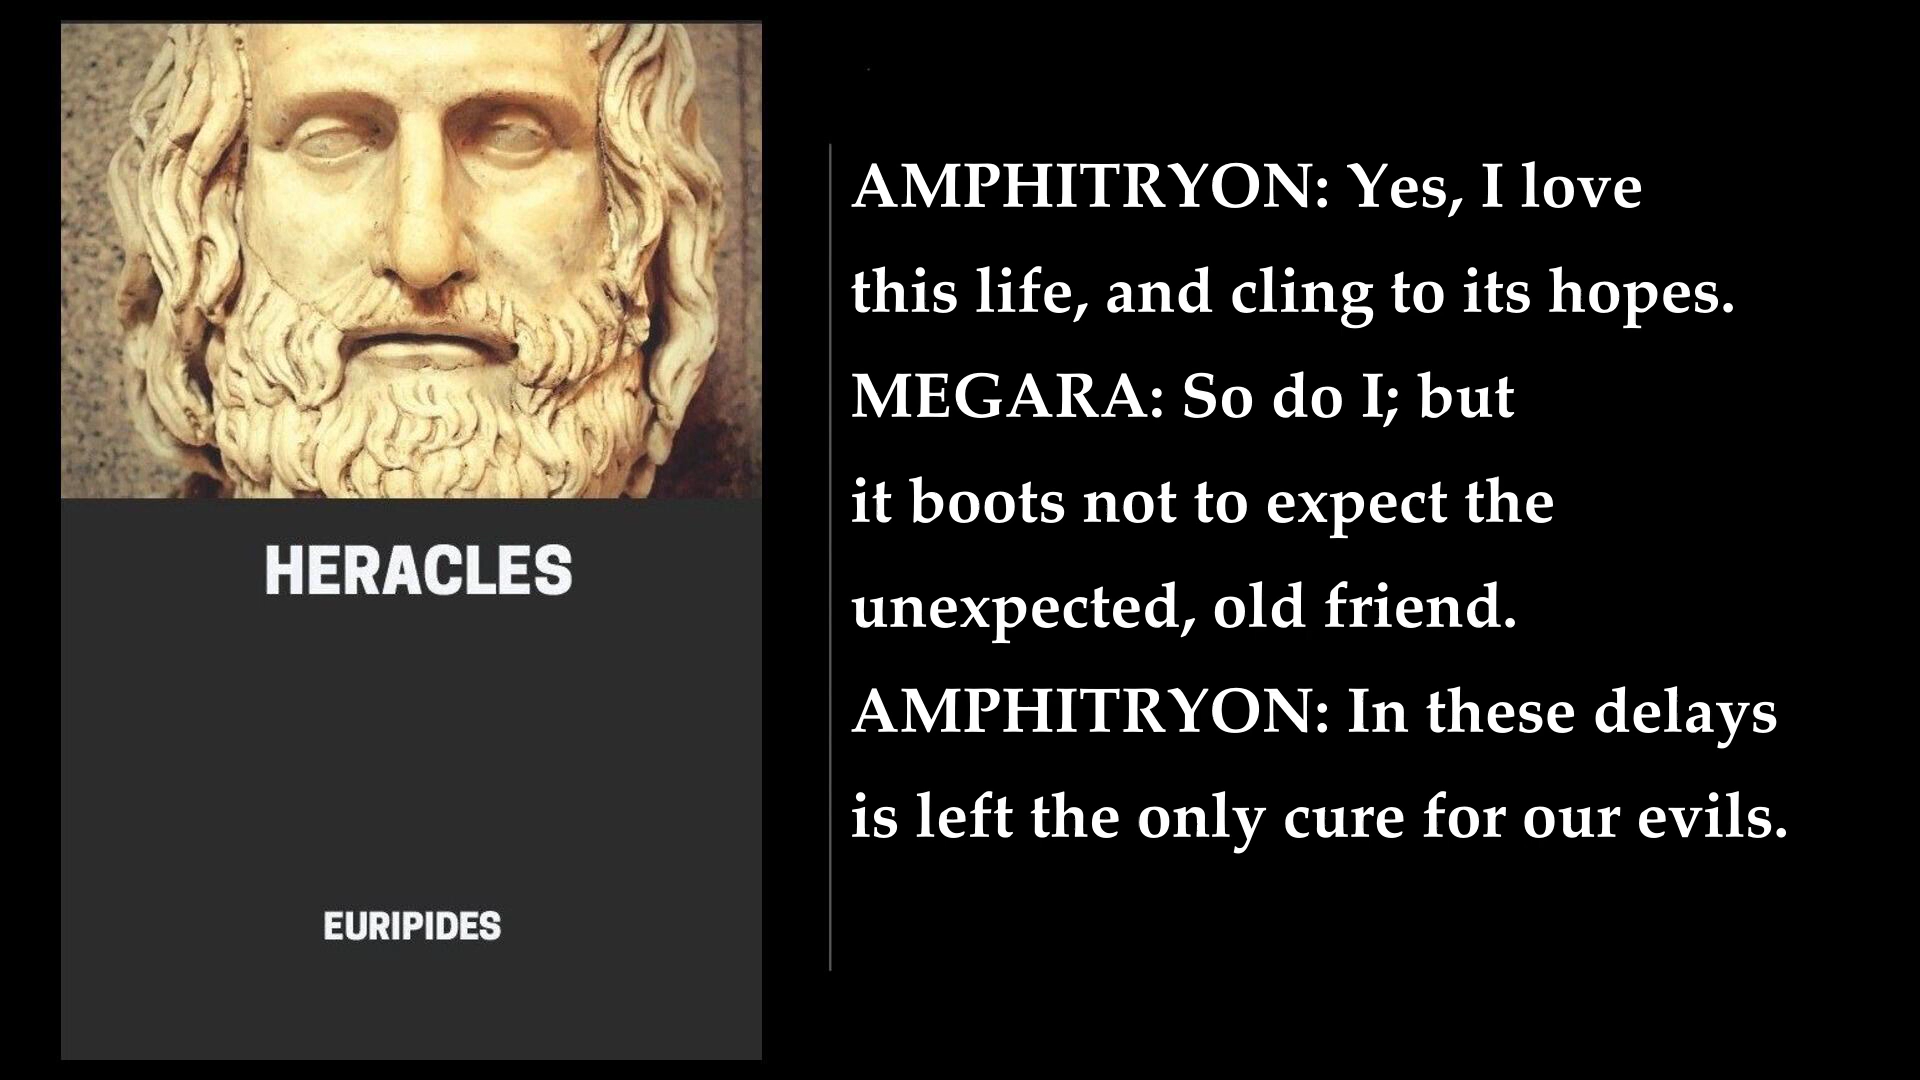 HERACLES
EURIPIDES
AMPHITRYON: Yes, I love
this life, and cling to its hopes.
MEGARA: So do I; but
it boots not to expect the
unexpected, old friend.
AMPHITRYON: In these delays
is left the only cure for our evils.